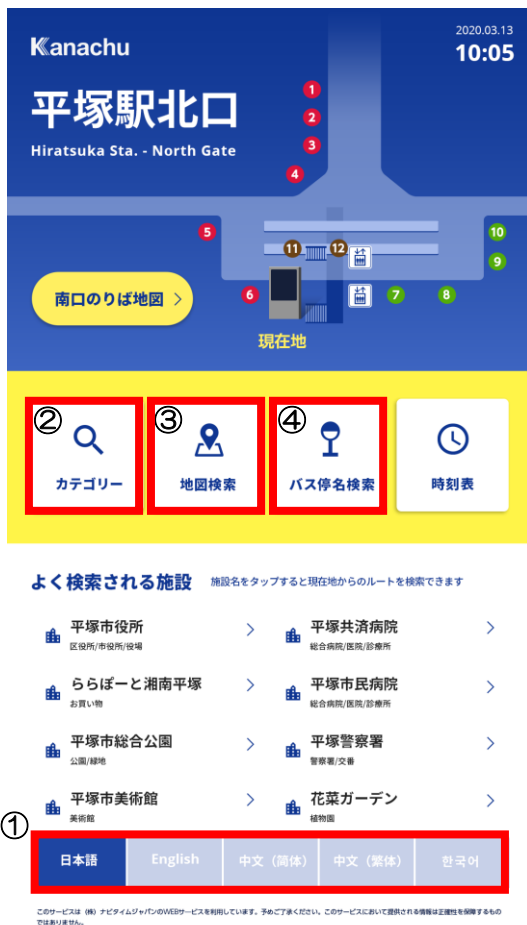 Kanachu
2020.03.13
10:05
平塚駅北口
Hiratsuka Sta. - North Gate
1
2
3
4
5
10
11
12
9
南口のりば地図
6
7
8
現在地
②
③
④
カテゴリー
地図検索
バス停名検索
時刻表
よく検索される施設 施設名をタップすると現在地からのルートを検索できます
平塚市役所
区役所/市役所/役場
平塚共済病院
総合病院/医院/診療所
ららぽーと湘南平塚
お買い物
平塚市民病院
総合病院/医院/診療所
平塚市総合公園
公園/緑地
平塚警察署
警察署/交番
平塚市美術館
美術館
花菜ガーデン
植物園
①
日本語 English 中文（简体） 中文（繁体） 한국어
このサービスは（株）ナビタイムジャパンのWEBサービスを利用しています。予めご了承ください。このサービスにおいて提供される情報は正確性を保障するもの
ではありません。